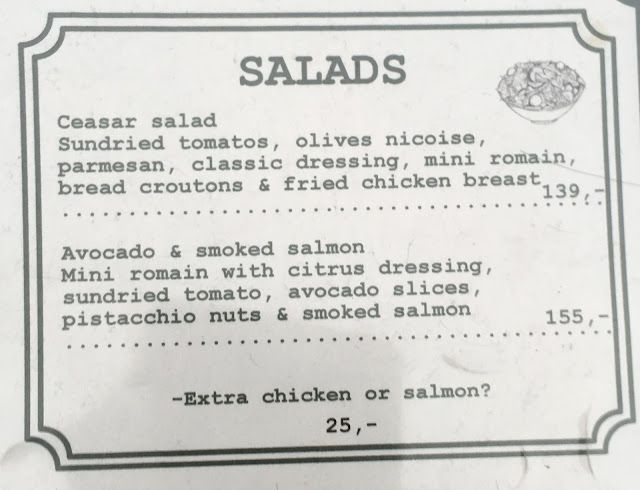 SALADS
Ceasar salad
Sundried tomatos, olives nicoise,
parmesan, classic dressing, mini romain,
bread croutons & fried chicken breast 139,-
Avocado & smoked salmon
Mini romain with citrus dressing,
sundried tomato, avocado slices,
pistacchio nuts & smoked salmon 155,-
-Extra chicken or salmon?
25,-